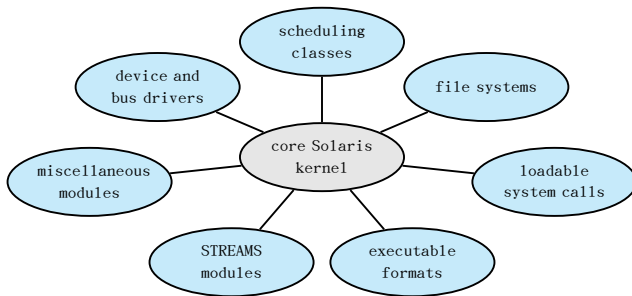 scheduling
classes
device and
bus drivers
file systems
core Solaris
kernel
miscellaneous
modules
loadable
system calls
STREAMS
modules
executable
formats